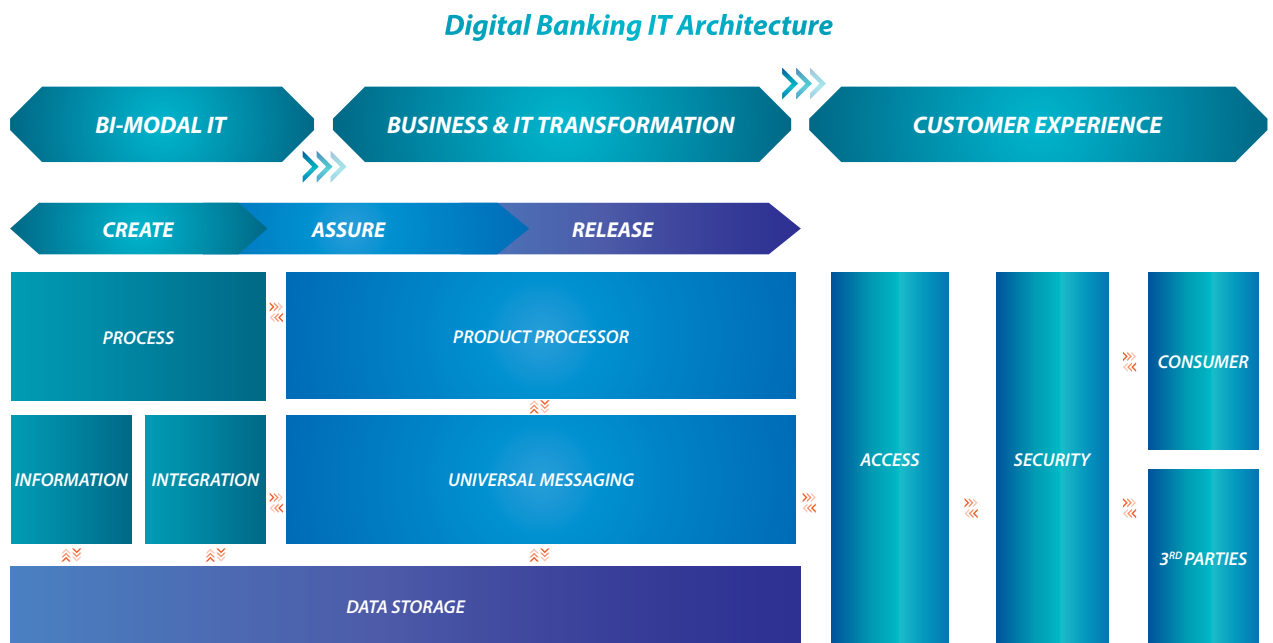 Digital Banking IT Architecture
BI-MODAL IT
BUSINESS & IT TRANSFORMATION
CUSTOMER EXPERIENCE
CREATE
ASSURE
RELEASE
PROCESS
PRODUCT PROCESSOR
CONSUMER
INFORMATION
INTEGRATION
UNIVERSAL MESSAGING
ACCESS
SECURITY
3RD PARTIES
DATA STORAGE